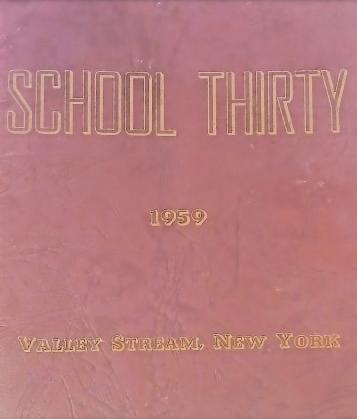 SCHOOL THIRTY
1959
VALLEY STREAM, NEW YORK